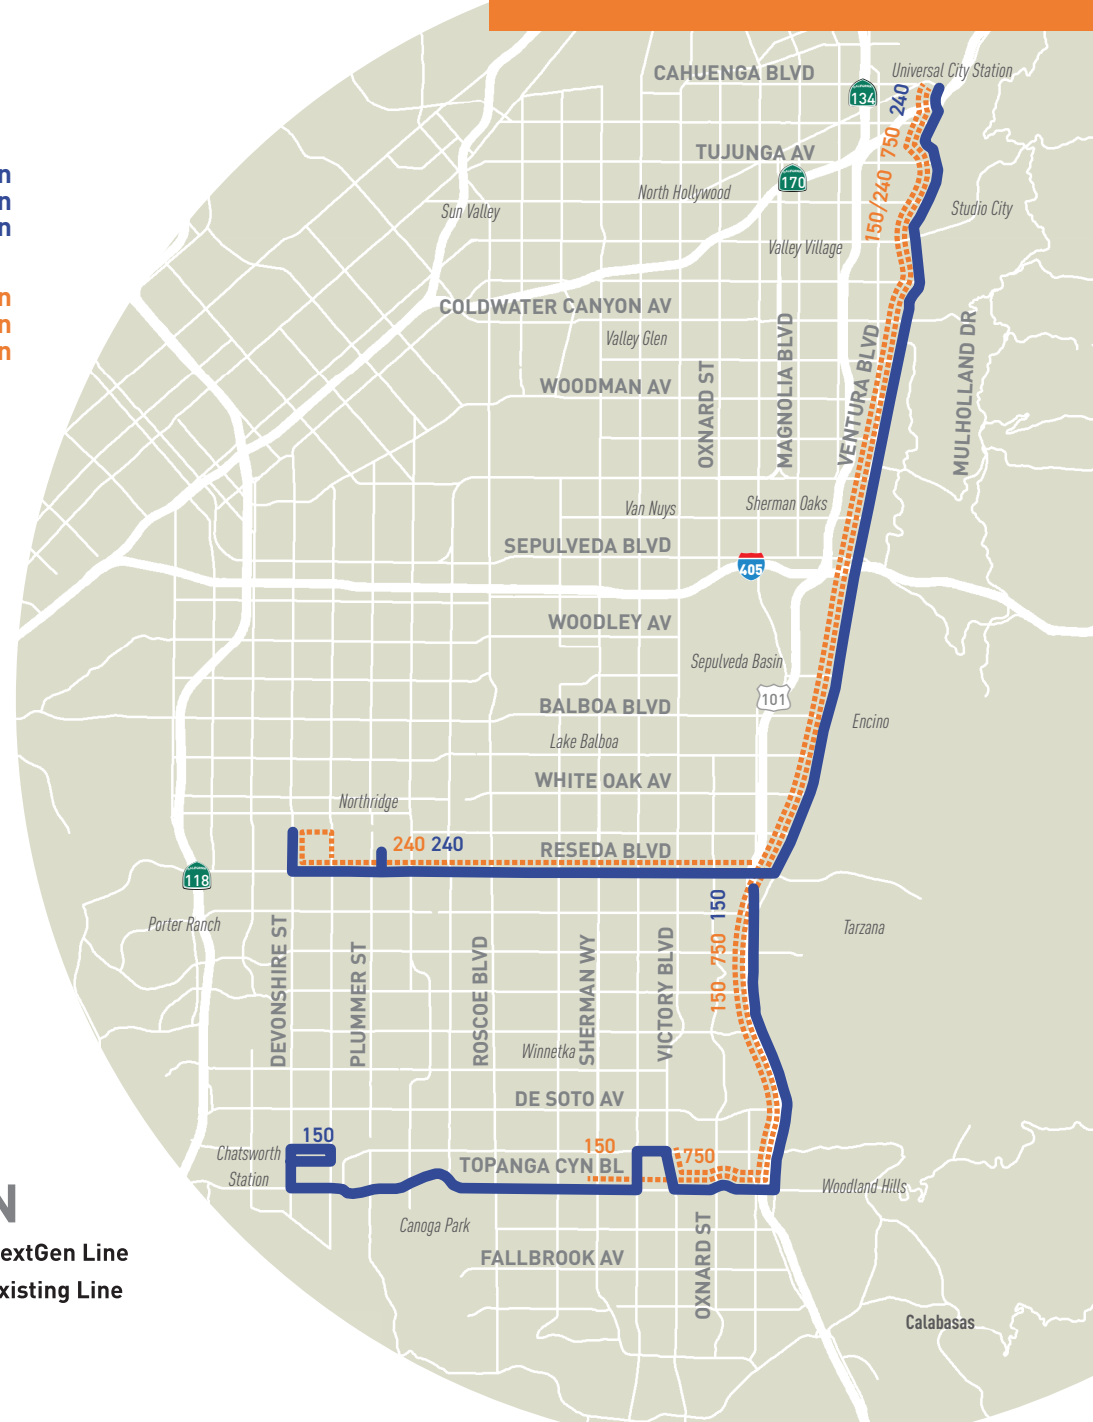 CAHUENGA BLVD
134
Universal City Station
240
TUJUNGA AV
750
170
North Hollywood
150/240
Sun Valley
Studio City
Valley Village
n
n
n
n
n
n
COLDWATER CANYON AV
Valley Glen
WOODMAN AV
OXNARD ST
MAGNOLIA BLVD
VENTURA BLVD
MULHOLLAND DR
Van Nuys
Sherman Oaks
SEPULVEDA BLVD
405
WOODLEY AV
Sepulveda Basin
101
BALBOA BLVD
Encino
Lake Balboa
WHITE OAK AV
Northridge
240 240
RESEDA BLVD
118
150
Porter Ranch
Tarzana
750
150
DEVONSHIRE ST
PLUMMER ST
ROSCOE BLVD
SHERMAN WY
VICTORY BLVD
Winnetka
DE SOTO AV
150
Chatsworth
Station
150
750
TOPANGA CYN BL
Woodland Hills
Canoga Park
OXNARD ST
FALLBROOK AV
Calabasas
N
extGen Line
xisting Line